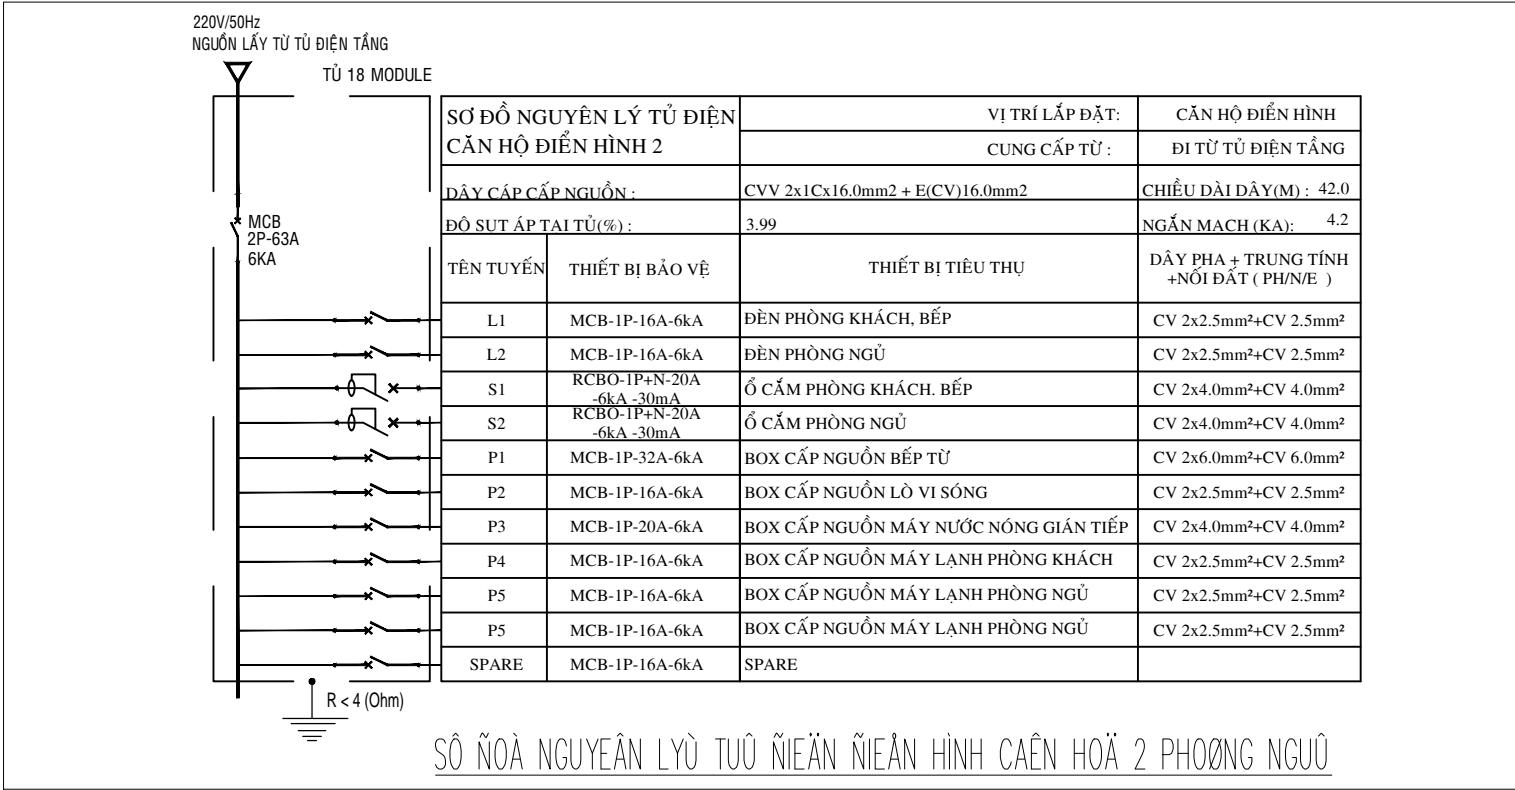 220V/50Hz
NGUỒN LẤY TỪ TỦ ĐIỆN TẦNG
TỦ 18 MODULE
SƠ ĐỒ NGUYÊN LÝ TỦ ĐIỆN
CĂN HỘ ĐIỂN HÌNH 2
VỊ TRÍ LẮP ĐẶT: CĂN HỘ ĐIỂN HÌNH
CUNG CẤP TỪ : ĐI TỪ TỦ ĐIỆN TẦNG
DÂY CÁP CẤP NGUỒN : CVV 2x1Cx16.0mm2 + E(CV)16.0mm2 CHIỀU DÀI DÂY(M) : 42.0
ĐÔ SUT ÁP TAI TỦ(%) : 3.99 NGẮN MACH (KA): 4.2
MCB
2P-63A
6KA
TÊN TUYẾN THIẾT BỊ BẢO VỆ THIẾT BỊ TIÊU THỤ DÂY PHA + TRUNG TÍNH
+NỐI ĐẤT ( PH/N/E )
L1 MCB-1P-16A-6kA ĐÈN PHÒNG KHÁCH, BẾP CV 2x2.5mm²+CV 2.5mm²
L2 MCB-1P-16A-6kA ĐÈN PHÒNG NGỦ CV 2x2.5mm²+CV 2.5mm²
S1 RCBO-1P+N-20A
-6kA -30mA Ổ CẮM PHÒNG KHÁCH. BẾP CV 2x4.0mm²+CV 4.0mm²
S2 RCBO-1P+N-20A
-6kA -30mA Ổ CẮM PHÒNG NGỦ CV 2x4.0mm²+CV 4.0mm²
P1 MCB-1P-32A-6kA BOX CẤP NGUỒN BẾP TỪ CV 2x6.0mm²+CV 6.0mm²
P2 MCB-1P-16A-6kA BOX CẤP NGUỒN LÒ VI SÓNG CV 2x2.5mm²+CV 2.5mm²
P3 MCB-1P-20A-6kA BOX CẤP NGUỒN MÁY NƯỚC NÓNG GIÁN TIẾP CV 2x4.0mm²+CV 4.0mm²
P4 MCB-1P-16A-6kA BOX CẤP NGUỒN MÁY LẠNH PHÒNG KHÁCH CV 2x2.5mm²+CV 2.5mm²
P5 MCB-1P-16A-6kA BOX CẤP NGUỒN MÁY LẠNH PHÒNG NGỦ CV 2x2.5mm²+CV 2.5mm²
P5 MCB-1P-16A-6kA BOX CẤP NGUỒN MÁY LẠNH PHÒNG NGỦ CV 2x2.5mm²+CV 2.5mm²
SPARE MCB-1P-16A-6kA SPARE
R < 4 (Ohm)
SÔ ÑOÀ NGUYEÂN LYÙ TUÛ ÑIEÄN ÑIEÅN HÌNH CAÊN HOÄ 2 PHOØNG NGUÛ